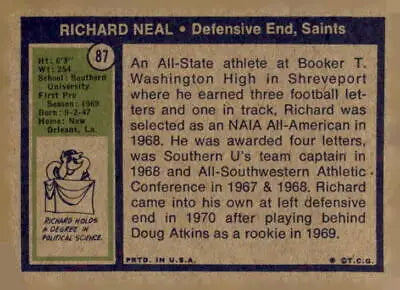 RICHARD NEAL • Defensive End, Saints
87
Ht: 6'3"
Wt: 254
School: Southern
University
First Pro
Season: 1969
Born: 9-2-47
Home: New
Orleans, La.
RICHARD HOLDS
A DEGREE IN
POLITICAL SCIENCE.
An All-State athlete at Booker T.
Washington High in Shreveport
where he earned three football letters
and one in track, Richard was
selected as an NAIA All-American in
1968. He was awarded four letters,
was Southern U's team captain in
1968 and All-Southwestern Athletic
Conference in 1967 & 1968. Richard
came into his own at left defensive
end in 1970 after playing behind
Doug Atkins as a rookie in 1969.
PRTD. IN U.S.A.
© T.C.G.